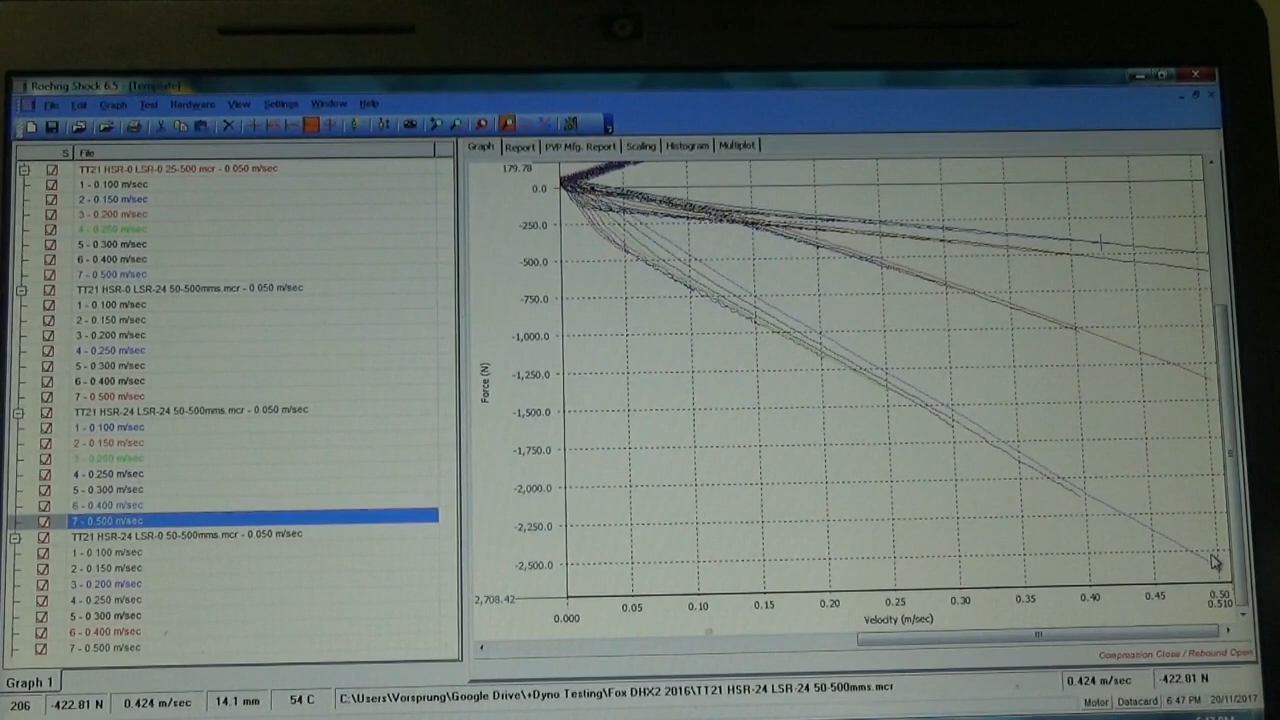 Roehrig Shock 6.5 - [Template]
File Edit Graph Test Hardware View Settings Window Help
S File
TT21 HSR-0 LSR-0 25-500 mcr - 0.050 m/sec
1 - 0.100 m/sec
2 - 0.150 m/sec
3 - 0.200 m/sec
4 - 0.250 m/sec
5 - 0.300 m/sec
6 - 0.400 m/sec
7 - 0.500 m/sec
TT21 HSR-0 LSR-24 50-500mms.mcr - 0.050 m/sec
1 - 0.100 m/sec
2 - 0.150 m/sec
3 - 0.200 m/sec
4 - 0.250 m/sec
5 - 0.300 m/sec
6 - 0.400 m/sec
7 - 0.500 m/sec
TT21 HSR-24 LSR-24 50-500mms.mcr - 0.050 m/sec
1 - 0.100 m/sec
2 - 0.150 m/sec
3 - 0.200 m/sec
4 - 0.250 m/sec
5 - 0.300 m/sec
6 - 0.400 m/sec
7 - 0.500 m/sec
TT21 HSR-24 LSR-0 50-500mms.mcr - 0.050 m/sec
1 - 0.100 m/sec
2 - 0.150 m/sec
3 - 0.200 m/sec
4 - 0.250 m/sec
5 - 0.300 m/sec
6 - 0.400 m/sec
7 - 0.500 m/sec
Graph Report PVP Mfg. Report Scaling Histogram Multiplot
179.78
0.0
-250.0
-500.0
-750.0
-1,000.0
-1,250.0
-1,500.0
-1,750.0
-2,000.0
-2,250.0
-2,500.0
2,708.42
Force (N)
0.000 0.05 0.10 0.15 0.20 0.25 0.30 0.35 0.40 0.45 0.50
0.510
Velocity (m/sec)
Compression Close / Rebound Open
Graph 1
206 -422.81 N 0.424 m/sec 14.1 mm 54 C C:\Users\Vorsprung\Google Drive\+Dyno Testing\Fox DHX2 2016\TT21 HSR-24 LSR-24 50-500mms.mcr 0.424 m/sec -422.81 N
Motor Datacard 6:47 PM 20/11/2017